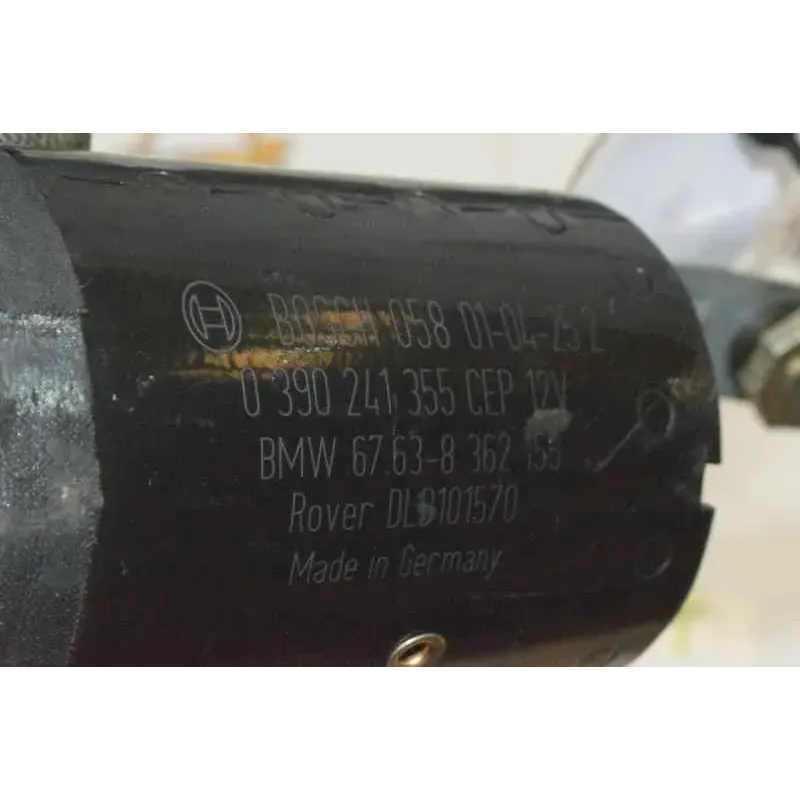 BOSCH 058 01-04-25 2
0 390 241 355 CEP 12V
BMW 67.63-8 362 155
Rover DLB101570
Made in Germany